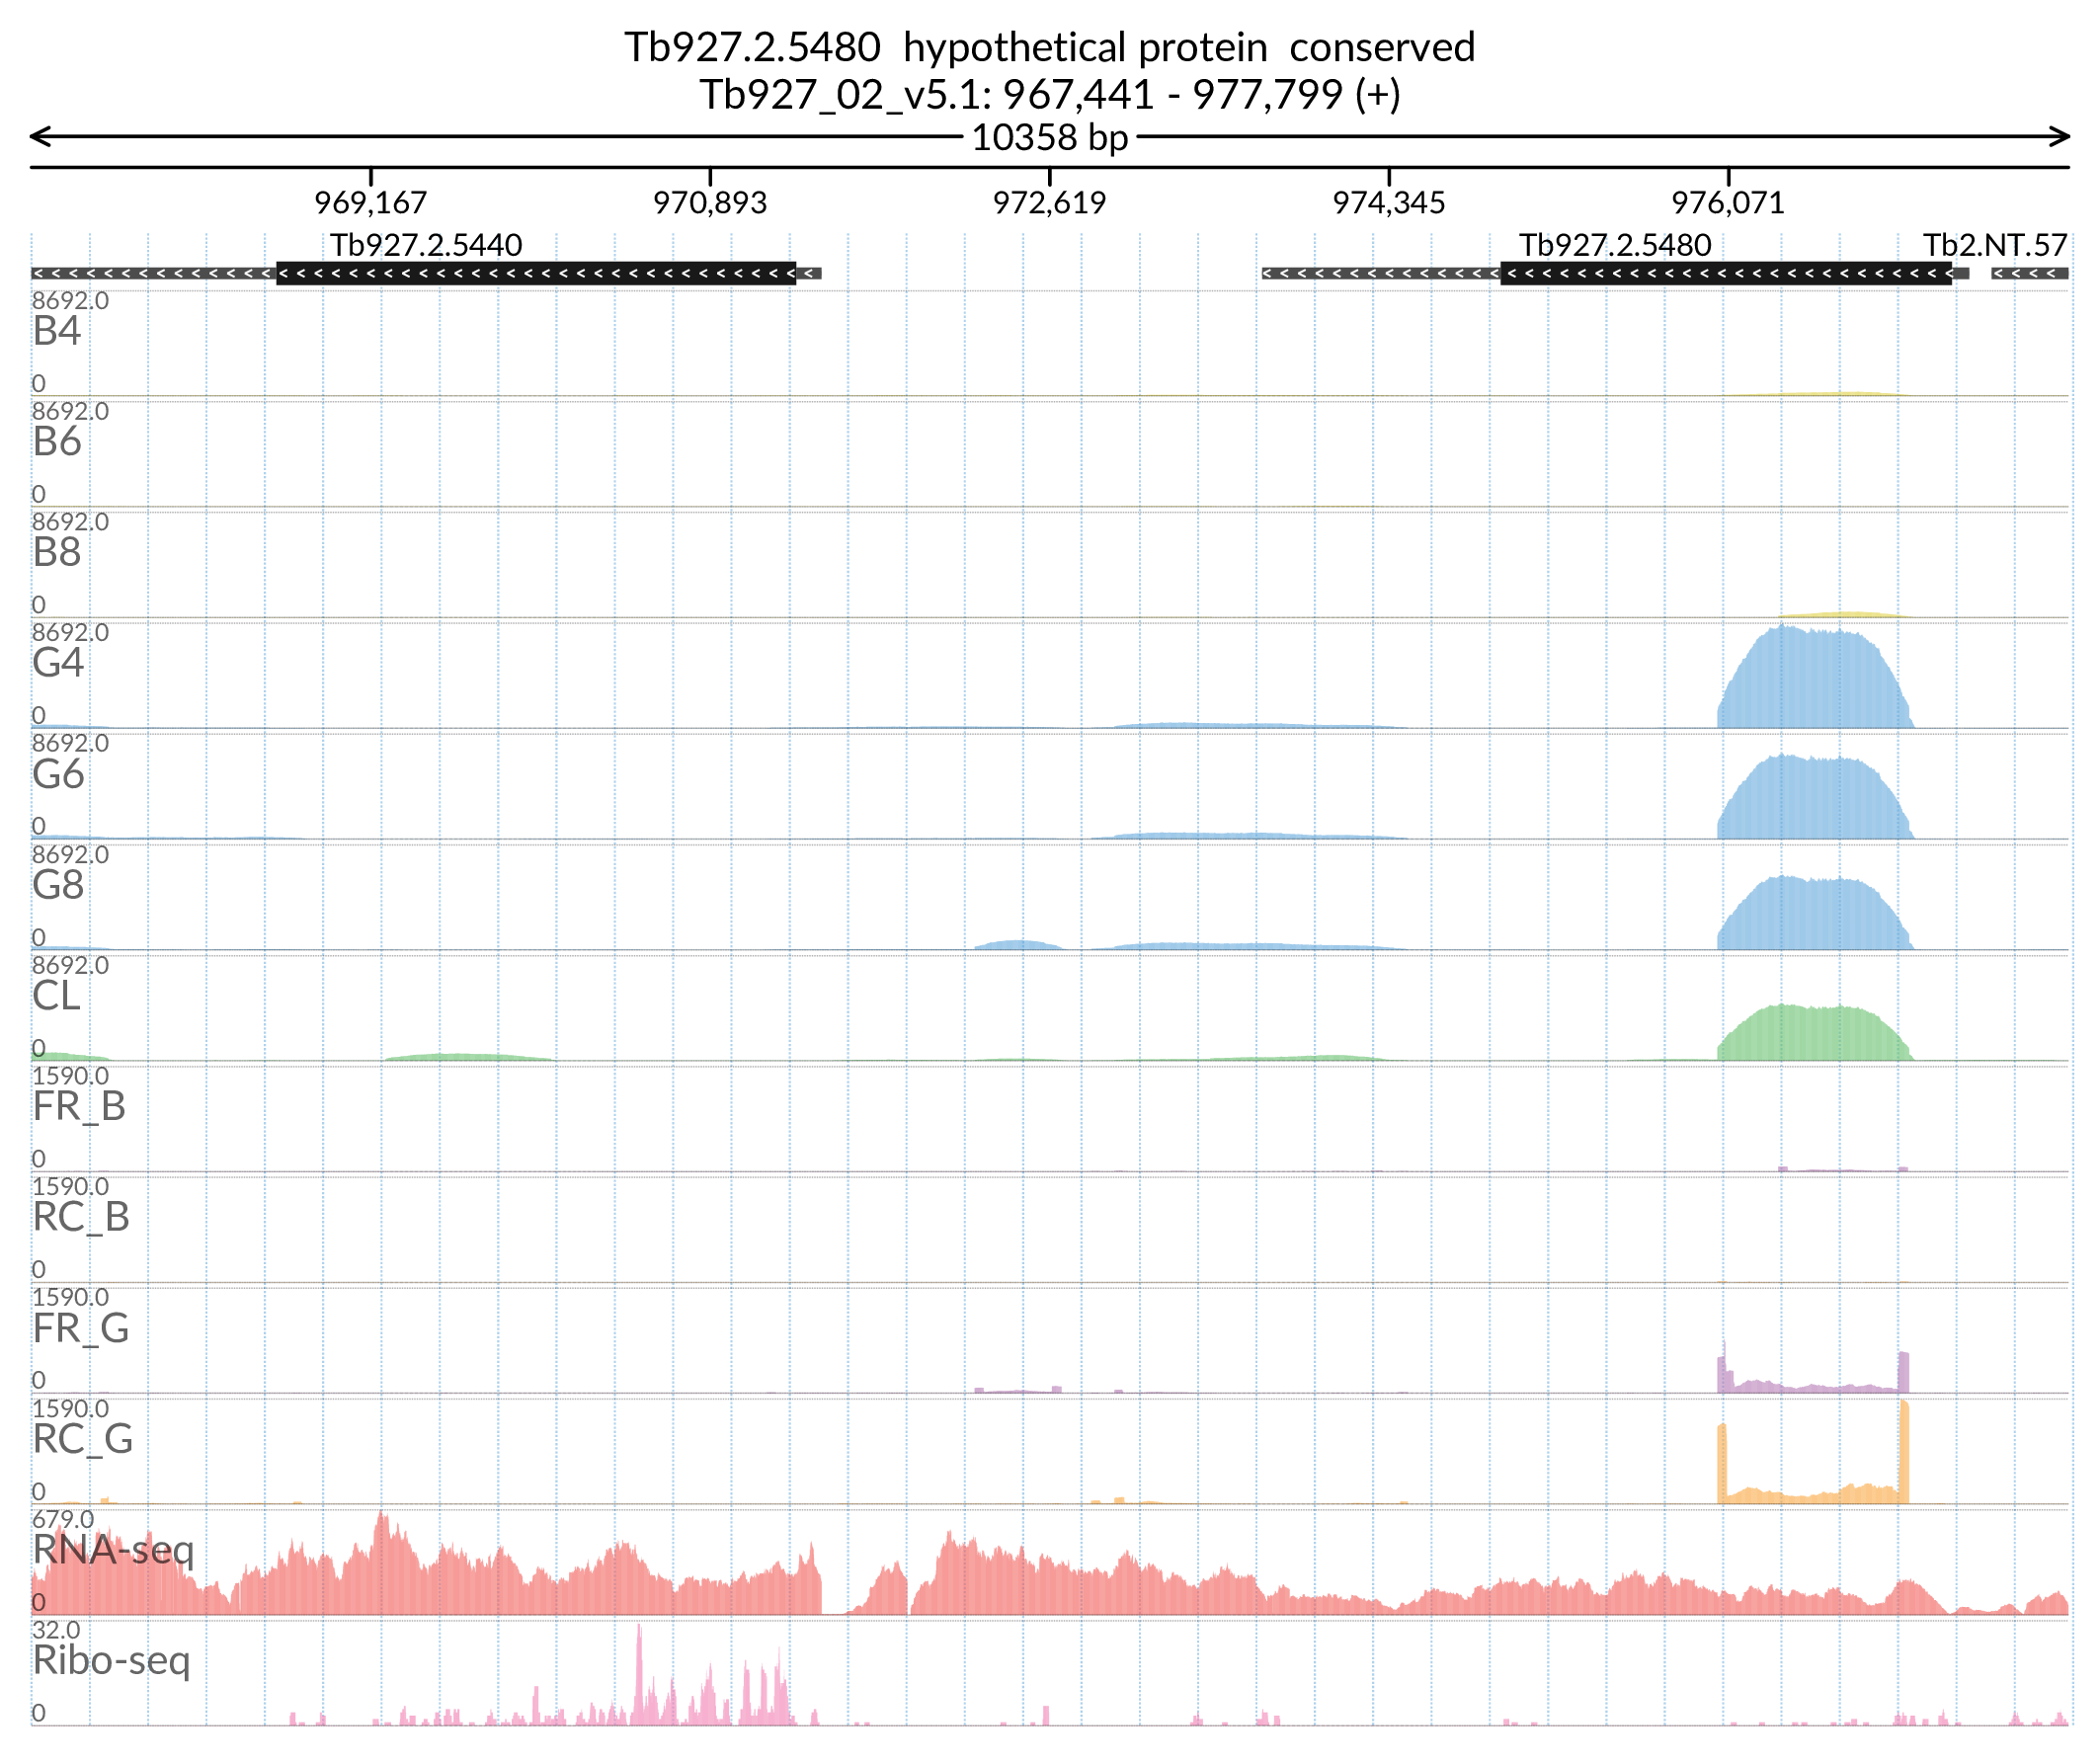 Tb927.2.5480 hypothetical protein conserved
Tb927_02_v5.1: 967,441 - 977,799 (+)
10358 bp
969,167 970,893 972,619 974,345 976,071
Tb927.2.5440 Tb927.2.5480 Tb2.NT.57
8692.0
B4
0
8692.0
B6
0
8692.0
B8
0
8692.0
G4
0
8692.0
G6
0
8692.0
G8
0
8692.0
CL
0
1590.0
FR_B
0
1590.0
RC_B
0
1590.0
FR_G
0
1590.0
RC_G
0
679.0
RNA-seq
0
32.0
Ribo-seq
0